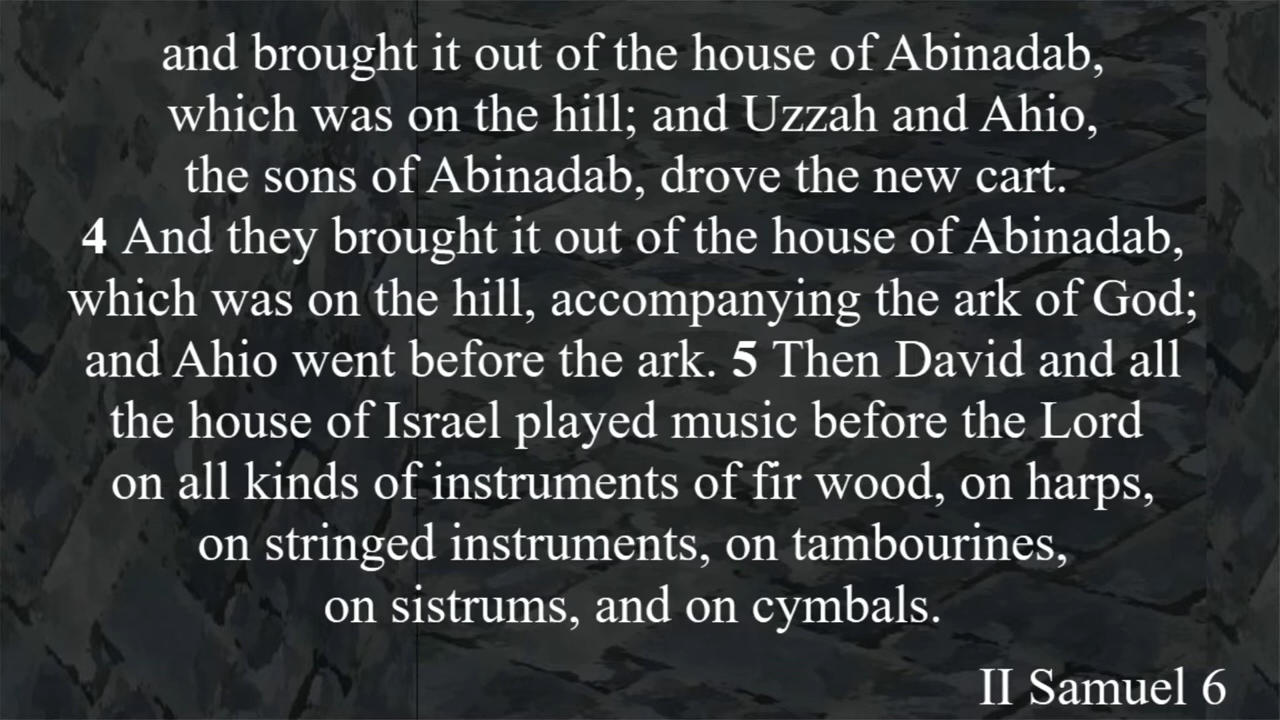 and brought it out of the house of Abinadab,
which was on the hill; and Uzzah and Ahio,
the sons of Abinadab, drove the new cart.
4 And they brought it out of the house of Abinadab,
which was on the hill, accompanying the ark of God;
and Ahio went before the ark. 5 Then David and all
the house of Israel played music before the Lord
on all kinds of instruments of fir wood, on harps,
on stringed instruments, on tambourines,
on sistrums, and on cymbals.
II Samuel 6